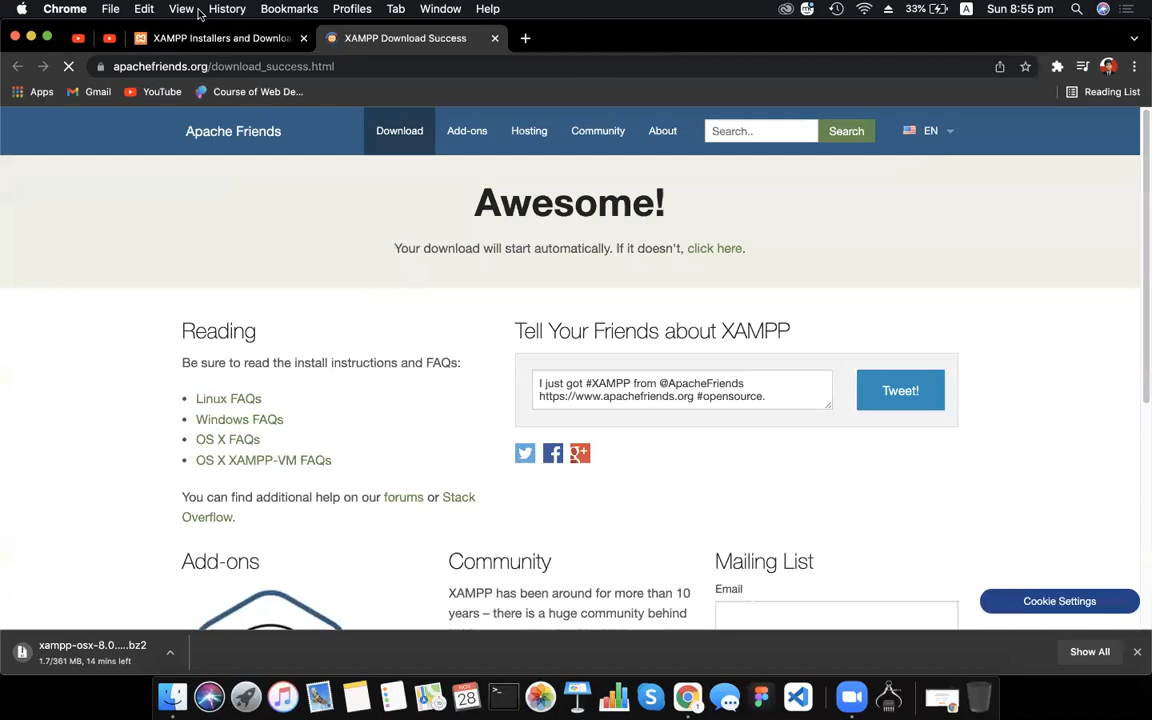 Chrome File Edit View History Bookmarks Profiles Tab Window Help 33% A Sun 8:55 pm
XAMPP Installers and Downloa XAMPP Download Success
apachefriends.org/download_success.html
Apps Gmail YouTube Course of Web De... Reading List
Apache Friends Download Add-ons Hosting Community About Search.. Search EN
Awesome!
Your download will start automatically. If it doesn't, click here.
Reading
Be sure to read the install instructions and FAQs:
• Linux FAQs
• Windows FAQs
• OS X FAQs
• OS X XAMPP-VM FAQs
You can find additional help on our forums or Stack
Overflow.
Tell Your Friends about XAMPP
I just got #XAMPP from @ApacheFriends
https://www.apachefriends.org #opensource.
Tweet!
Add-ons
Community
XAMPP has been around for more than 10
years – there is a huge community behind
Mailing List
Email
Cookie Settings
xampp-osx-8.0.....bz2
1.7/361 MB, 14 mins left
Show All
NOV
28